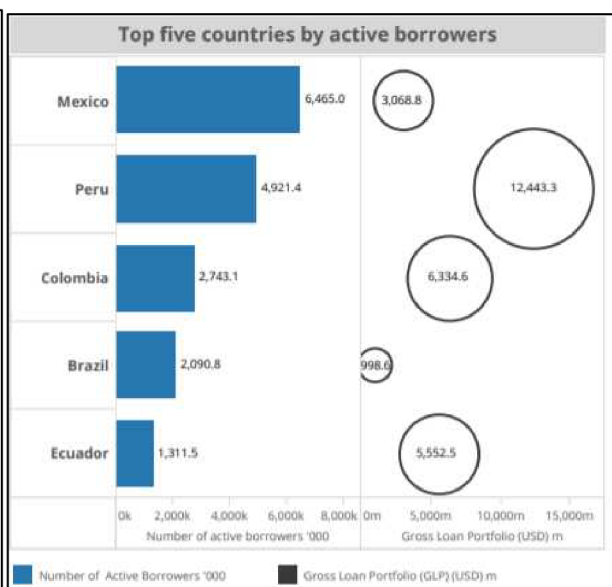 Top five countries by active borrowers
Mexico 6,465.0 3,068.8
Peru 4,921.4 12,443.3
Colombia 2,743.1 6,334.6
Brazil 2,090.8 998.6
Ecuador 1,311.5 5,552.5
0k 2,000k 4,000k 6,000k 8,000k 0m 5,000m 10,000m 15,000m
Number of active borrowers '000 Gross Loan Portfolio (USD) m
Number of Active Borrowers '000 Gross Loan Portfolio (GLP) (USD) m